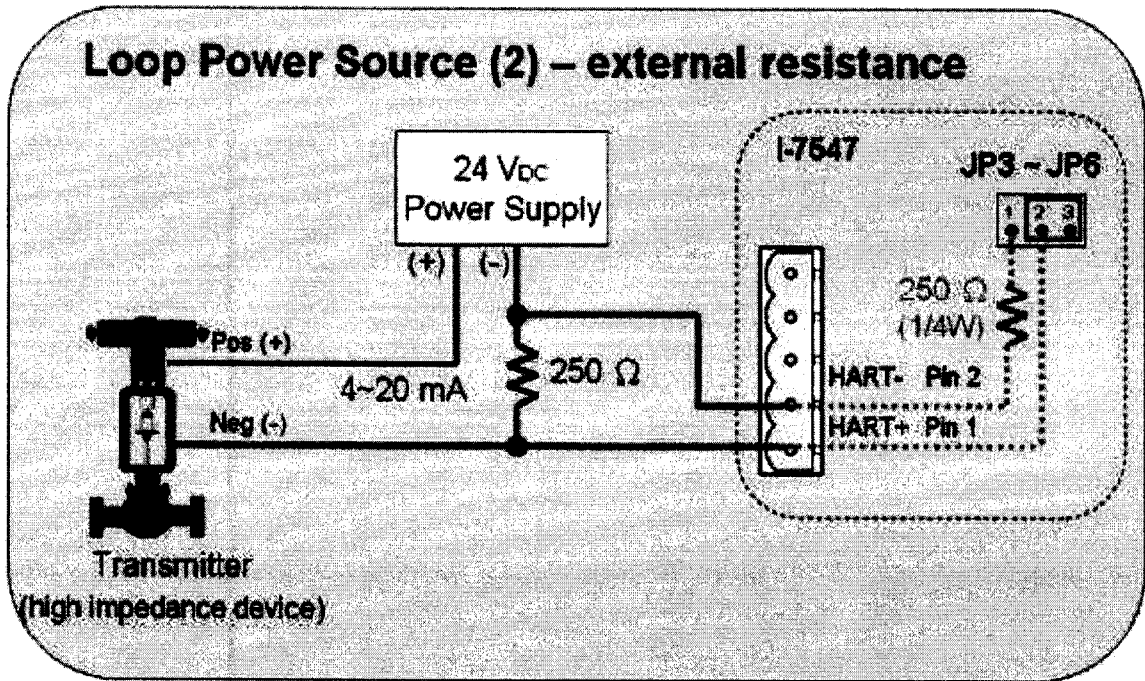 Loop Power Source (2) – external resistance
24 VDC
Power Supply
(+) (-)
I-7547
JP3 ~ JP6
1 2 3
250 Ω
(1/4W)
Pos (+)
4~20 mA
250 Ω
HART- Pin 2
Neg (-)
HART+ Pin 1
Transmitter
(high impedance device)